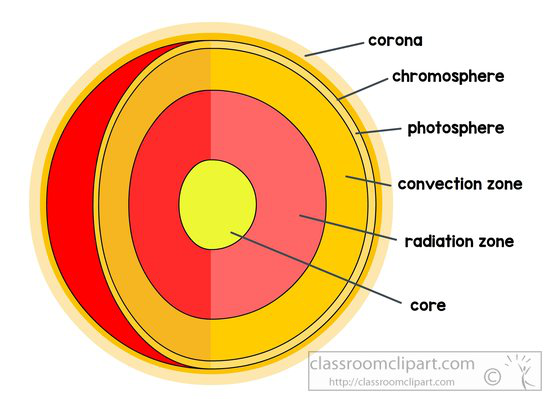 corona
chromosphere
photosphere
convection zone
radiation zone
core
classroomclipart.com
http://classroomclipart.com
©